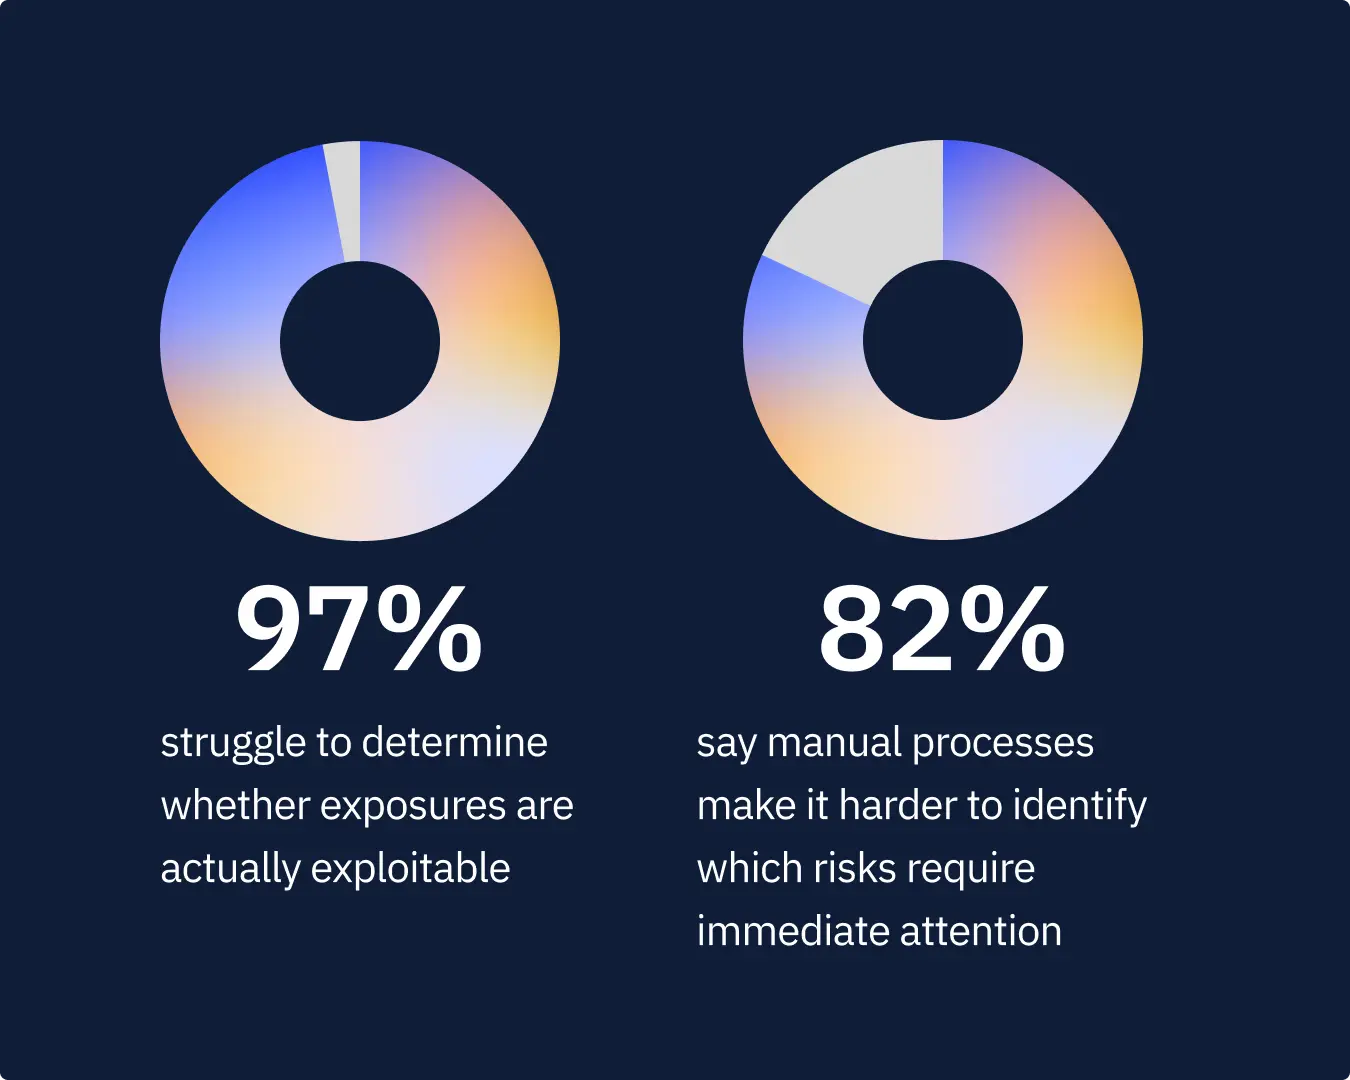 97%
struggle to determine
whether exposures are
actually exploitable
82%
say manual processes
make it harder to identify
which risks require
immediate attention